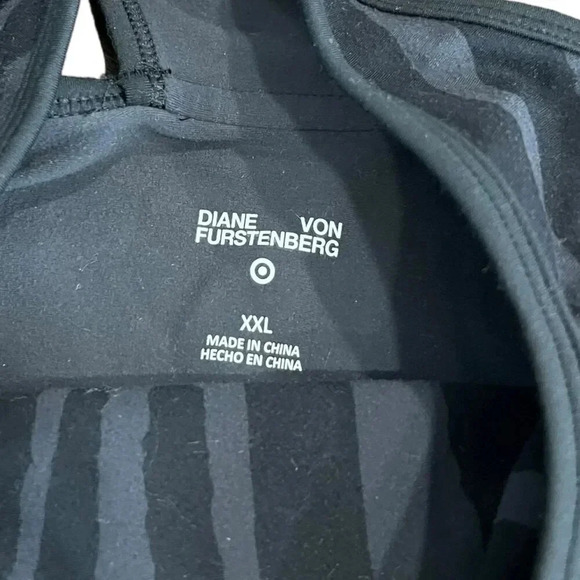 DIANE VON
FURSTENBERG
XXL
MADE IN CHINA
HECHO EN CHINA